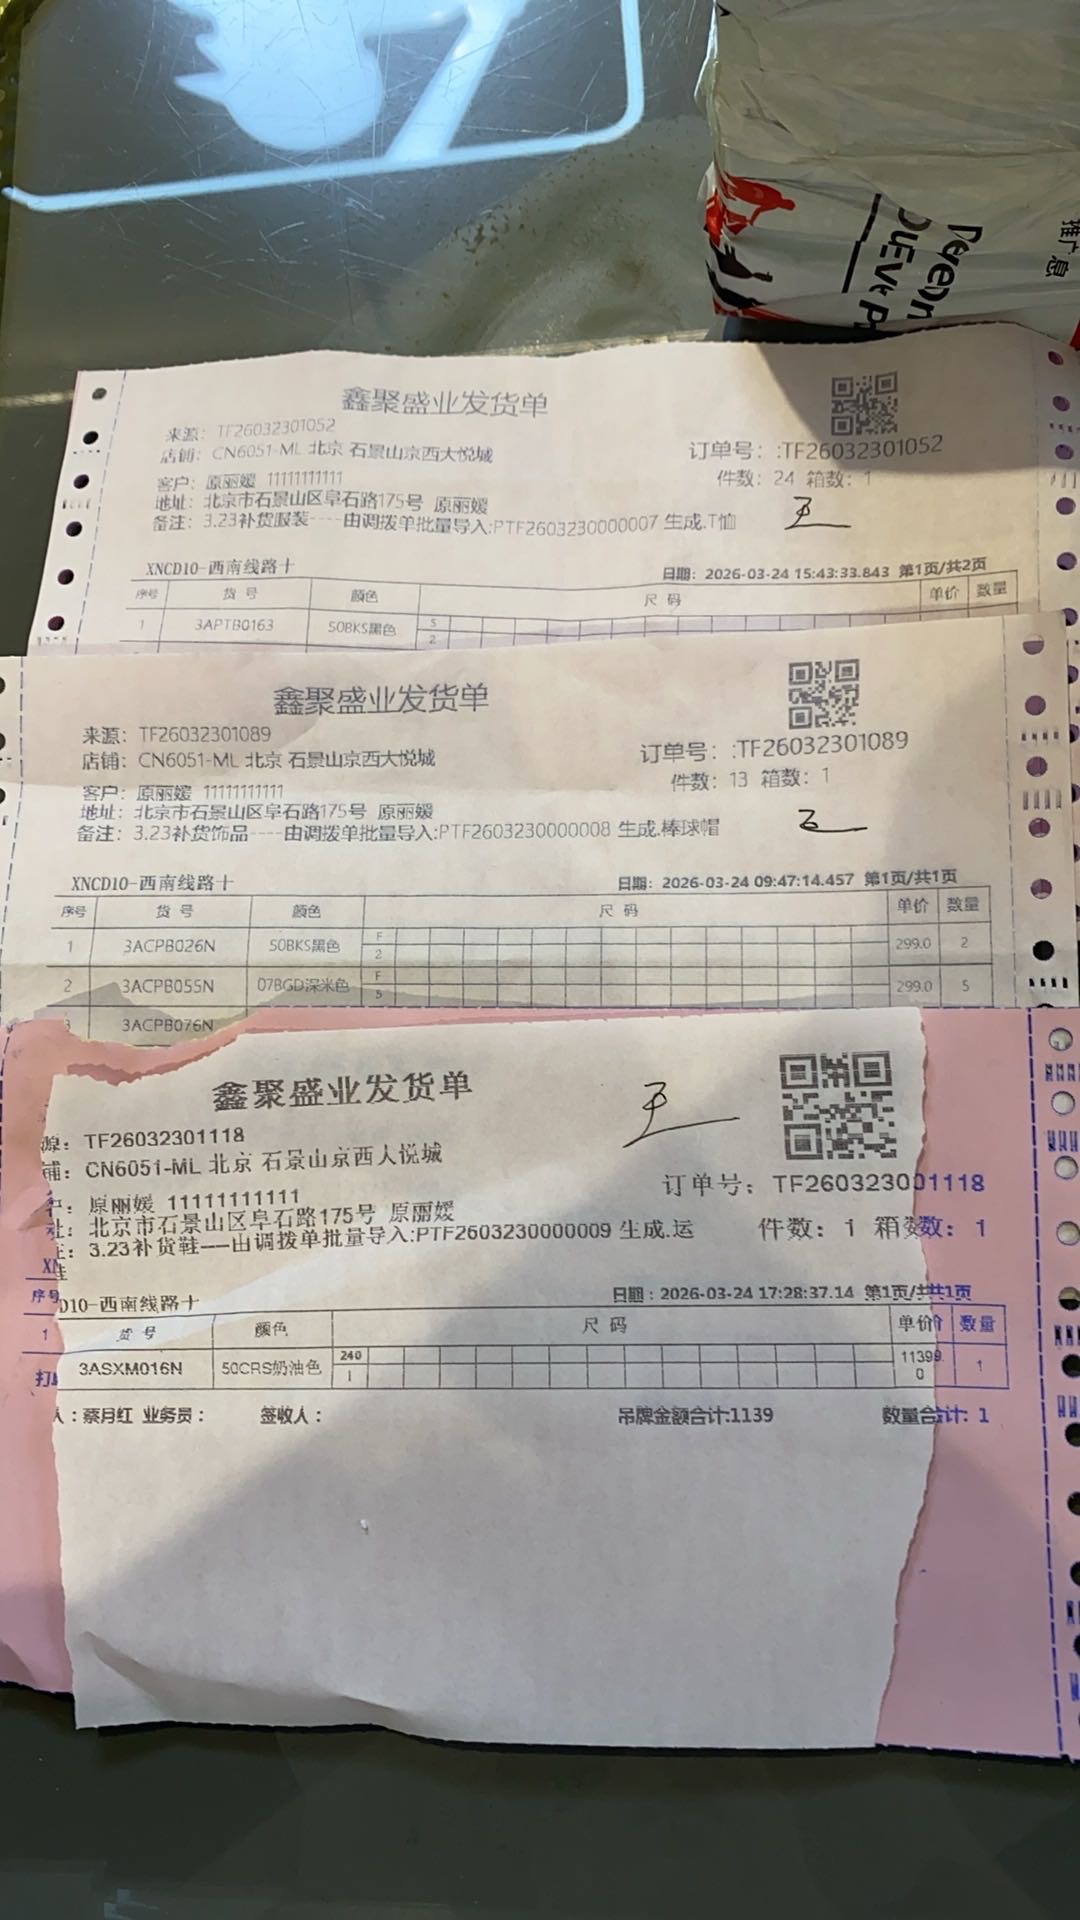 推广息
鑫聚盛业发货单
来源：TF26032301052
店铺：CN6051-ML 北京 石景山京西大悦城
订单号：:TF26032301052
客户：原丽媛 11111111111
件数：24 箱数：1
地址：北京市石景山区阜石路175号 原丽媛
备注：3.23补货服装----由调拨单批量导入:PTF2603230000007 生成.T恤
XNCD10-西南线路十
日期：2026-03-24 15:43:33.843 第1页/共2页
序号 货号 颜色 尺码 单价 数量
1 3APTB0163 50BKS黑色 S
2
鑫聚盛业发货单
来源：TF26032301089
店铺：CN6051-ML 北京 石景山京西大悦城
订单号：:TF26032301089
客户：原丽媛 11111111111
件数：13 箱数：1
地址：北京市石景山区阜石路175号 原丽媛
备注：3.23补货饰品----由调拨单批量导入:PTF2603230000008 生成.棒球帽
XNCD10-西南线路十
日期：2026-03-24 09:47:14.457 第1页/共1页
序号 货号 颜色 尺码 单价 数量
1 3ACPB026N 50BKS黑色 F 299.0 2
2
2 3ACPB055N 07BGD深米色 F 299.0 5
5
3 3ACPB076N
鑫聚盛业发货单
源：TF26032301118
铺：CN6051-ML 北京 石景山京西大悦城
订单号：TF26032301118
原丽媛 11111111111
件数：1 箱数：1
北京市石景山区阜石路175号 原丽媛
3.23补货鞋----由调拨单批量导入:PTF2603230000009 生成.运
D10-西南线路十
日期：2026-03-24 17:28:37.14 第1页/共1页
序号 货号 颜色 尺码 单价 数量
1 3ASXM016N 50CRS奶油色 240 1139.0 1
1
人：蔡月红 业务员： 签收人： 吊牌金额合计:1139 数量合计：1